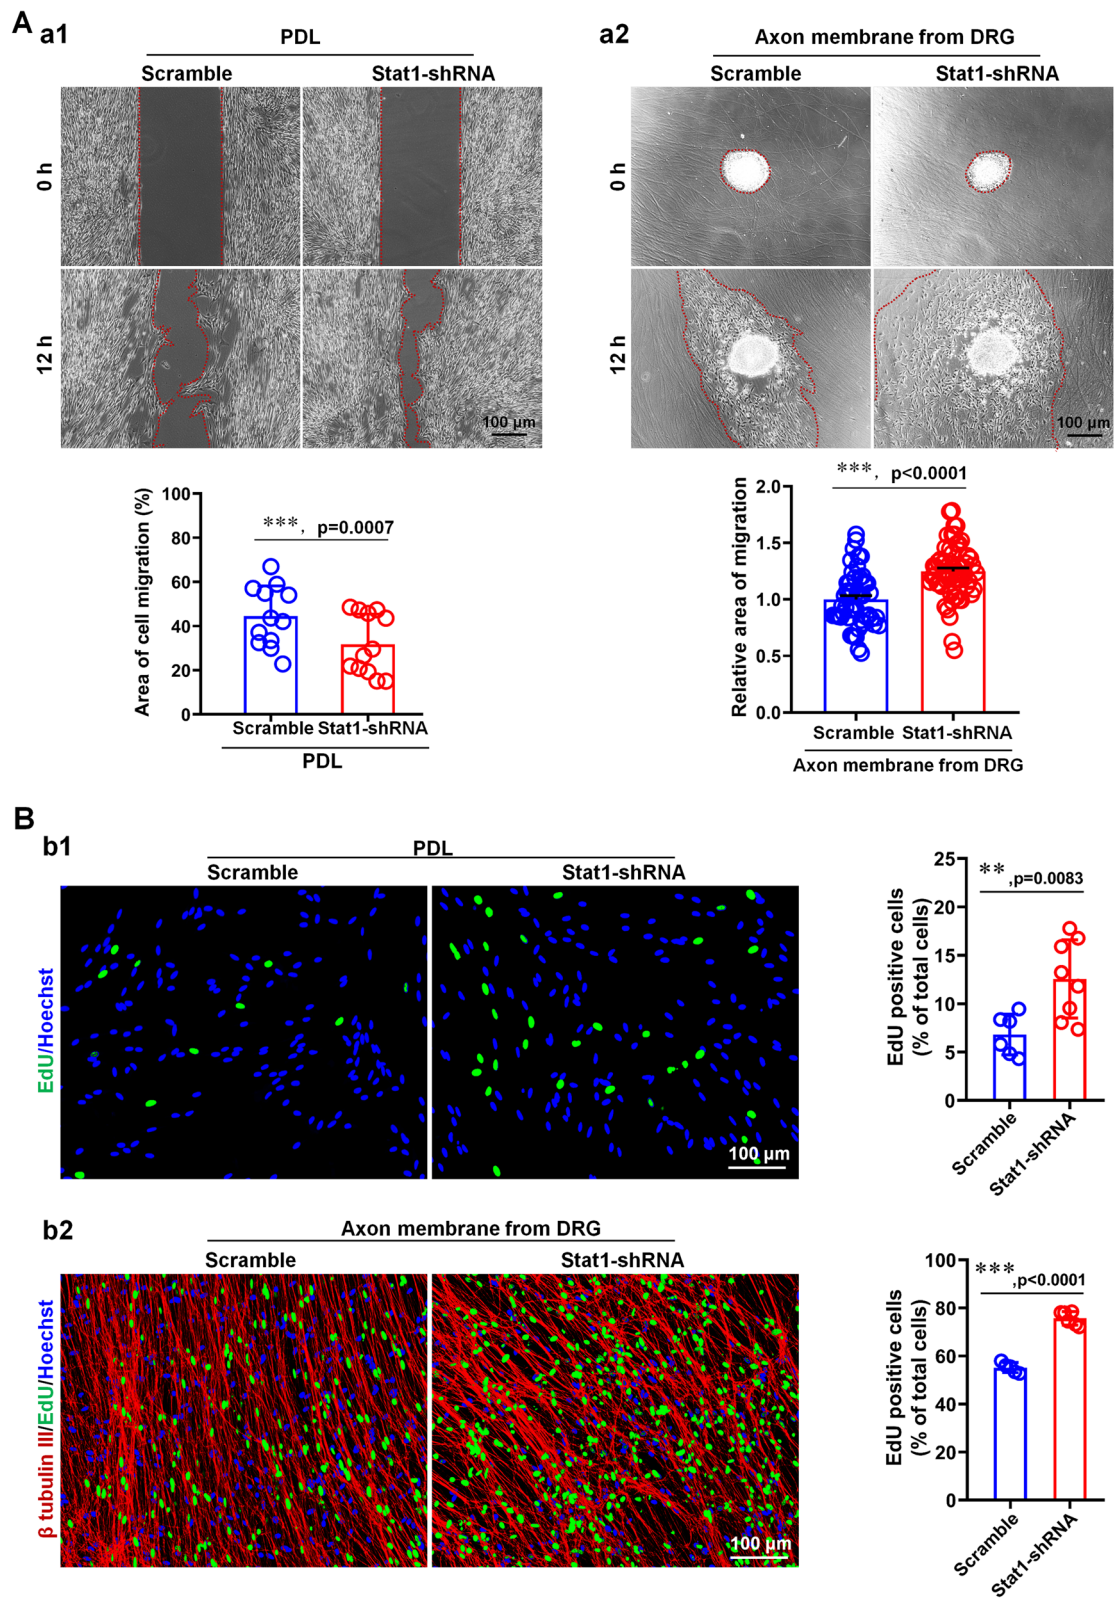 A
a1
PDL
Scramble
Stat1-shRNA
0 h
12 h
100 µm
Area of cell migration (%)
100
80
60
40
20
0
***, p=0.0007
Scramble Stat1-shRNA
PDL
a2
Axon membrane from DRG
Scramble
Stat1-shRNA
0 h
12 h
100 µm
Relative area of migration
2.0
1.5
1.0
0.5
0.0
***, p<0.0001
Scramble Stat1-shRNA
Axon membrane from DRG
B
b1
PDL
Scramble
Stat1-shRNA
EdU/Hoechst
100 µm
EdU positive cells
(% of total cells)
25
20
15
10
5
0
**,p=0.0083
Scramble
Stat1-shRNA
b2
Axon membrane from DRG
Scramble
Stat1-shRNA
β tubulin III/EdU/Hoechst
100 µm
EdU positive cells
(% of total cells)
100
80
60
40
20
0
***,p<0.0001
Scramble
Stat1-shRNA